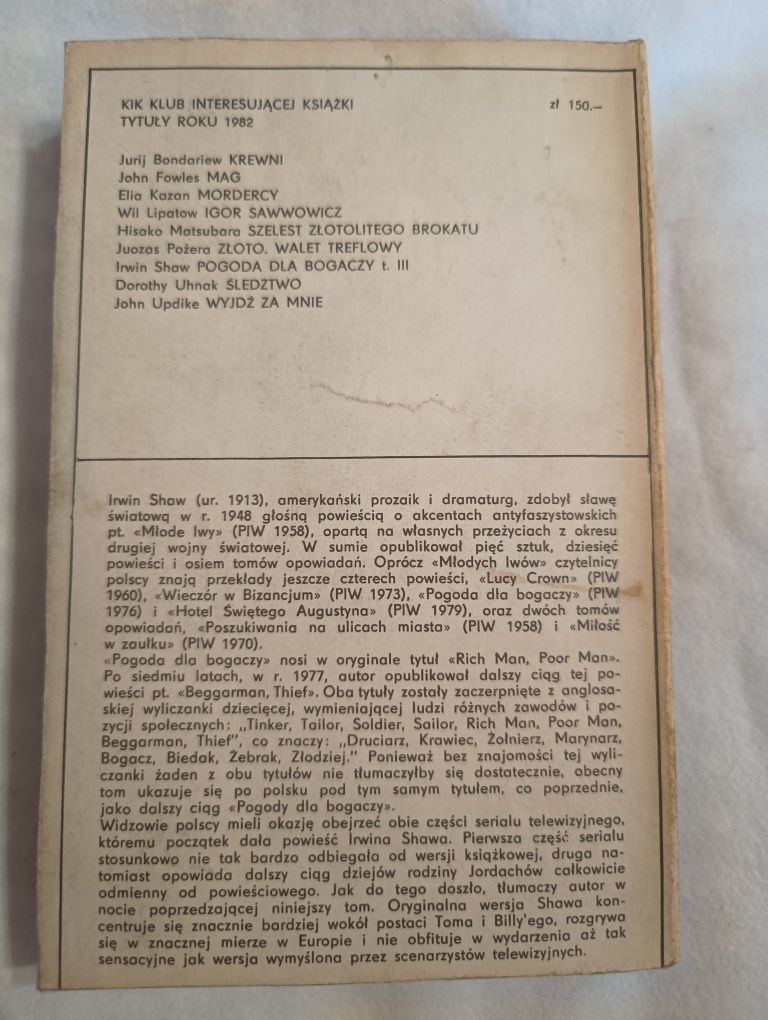 KIK KLUB INTERESUJĄCEJ KSIĄŻKI zł 150.—
TYTUŁY ROKU 1982
Jurij Bondariew KREWNI
John Fowles MAG
Elia Kazan MORDERCY
Wil Lipatow IGOR SAWWOWICZ
Hisako Matsubara SZELEST ZŁOTOLITEGO BROKATU
Juozas Požera ZŁOTO. WALET TREFLOWY
Irwin Shaw POGODA DLA BOGACZY t. III
Dorothy Uhnak ŚLEDZTWO
John Updike WYJDŹ ZA MNIE
Irwin Shaw (ur. 1913), amerykański prozaik i dramaturg, zdobył sławę
światową w r. 1948 głośną powieścią o akcentach antyfaszystowskich
pt. «Młode lwy» (PIW 1958), opartą na własnych przeżyciach z okresu
drugiej wojny światowej. W sumie opublikował pięć sztuk, dziesięć
powieści i osiem tomów opowiadań. Oprócz «Młodych lwów» czytelnicy
polscy znają przekłady jeszcze czterech powieści, «Lucy Crown» (PIW
1960), «Wieczór w Bizancjum» (PIW 1973), «Pogoda dla bogaczy» (PIW
1976) i «Hotel Świętego Augustyna» (PIW 1979), oraz dwóch tomów
opowiadań, «Poszukiwania na ulicach miasta» (PIW 1958) i «Miłość
w zaułku» (PIW 1970).
«Pogoda dla bogaczy» nosi w oryginale tytuł «Rich Man, Poor Man».
Po siedmiu latach, w r. 1977, autor opublikował dalszy ciąg tej po-
wieści pt. «Beggarman, Thief». Oba tytuły zostały zaczerpnięte z anglosa-
skiej wyliczanki dziecięcej, wymieniającej ludzi różnych zawodów i po-
zycji społecznych: „Tinker, Tailor, Soldier, Sailor, Rich Man, Poor Man,
Beggarman, Thief", co znaczy: „Druciarz, Krawiec, Żołnierz, Marynarz,
Bogacz, Biedak, Żebrak, Złodziej." Ponieważ bez znajomości tej wyli-
czanki żaden z obu tytułów nie tłumaczyłby się dostatecznie, obecny
tom ukazuje się po polsku pod tym samym tytułem, co poprzednie,
jako dalszy ciąg «Pogody dla bogaczy».
Widzowie polscy mieli okazję obejrzeć obie części serialu telewizyjnego,
któremu początek dała powieść Irwina Shawa. Pierwsza część serialu
stosunkowo nie tak bardzo odbiegała od wersji książkowej, druga na-
tomiast opowiada dalszy ciąg dziejów rodziny Jordachów całkowicie
odmienny od powieściowego. Jak do tego doszło, tłumaczy autor w
nocie poprzedzającej niniejszy tom. Oryginalna wersja Shawa kon-
centruje się znacznie bardziej wokół postaci Toma i Billy'ego, rozgrywa
się w znacznej mierze w Europie i nie obfituje w wydarzenia aż tak
sensacyjne jak wersja wymyślona przez scenarzystów telewizyjnych.